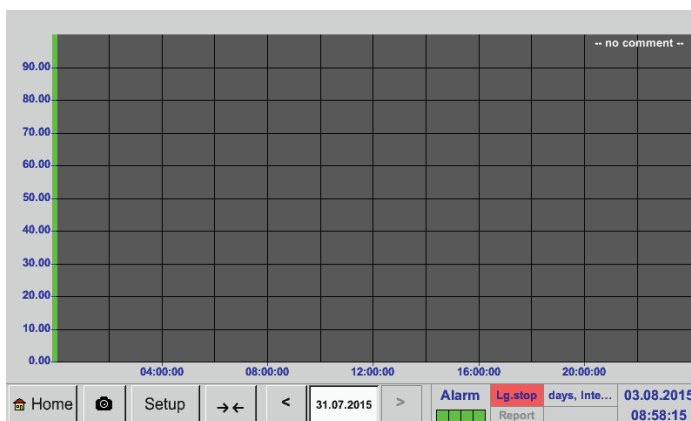 -- no comment --
90.00
80.00
70.00
60.00
50.00
40.00
30.00
20.00
10.00
0.00
04:00:00 08:00:00 12:00:00 16:00:00 20:00:00
Home Setup →← < 31.07.2015 > Alarm Lg.stop days, Inte... 03.08.2015
Report 08:58:15